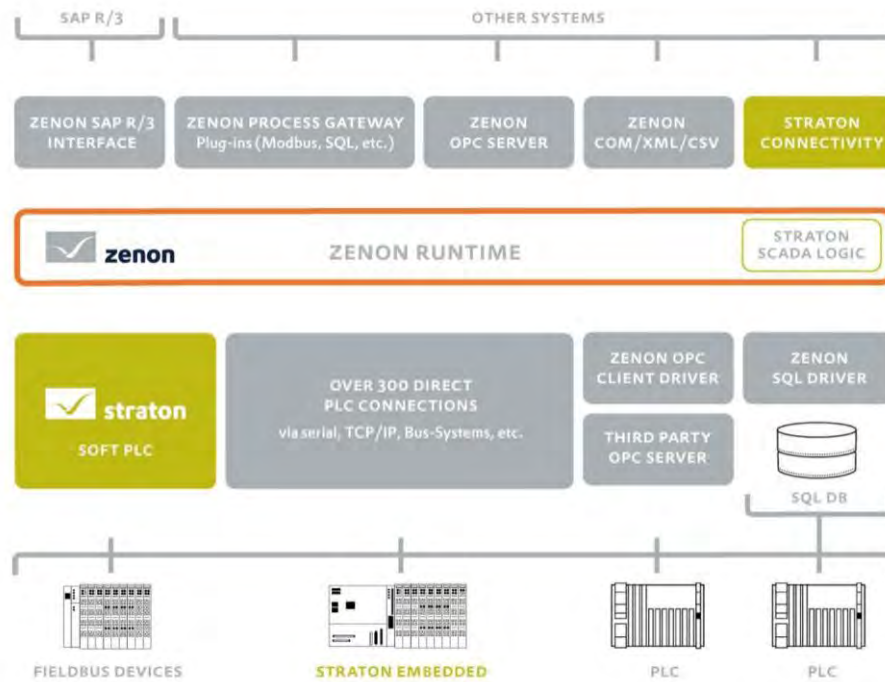 SAP R/3
OTHER SYSTEMS
ZENON SAP R/3
INTERFACE
ZENON PROCESS GATEWAY
Plug-ins (Modbus, SQL, etc.)
ZENON
OPC SERVER
ZENON
COM/XML/CSV
STRATON
CONNECTIVITY
zenon
ZENON RUNTIME
STRATON
SCADA LOGIC
straton
SOFT PLC
OVER 300 DIRECT
PLC CONNECTIONS
via serial, TCP/IP, Bus-Systems, etc.
ZENON OPC
CLIENT DRIVER
THIRD PARTY
OPC SERVER
ZENON
SQL DRIVER
SQL DB
FIELDBUS DEVICES
STRATON EMBEDDED
PLC
PLC